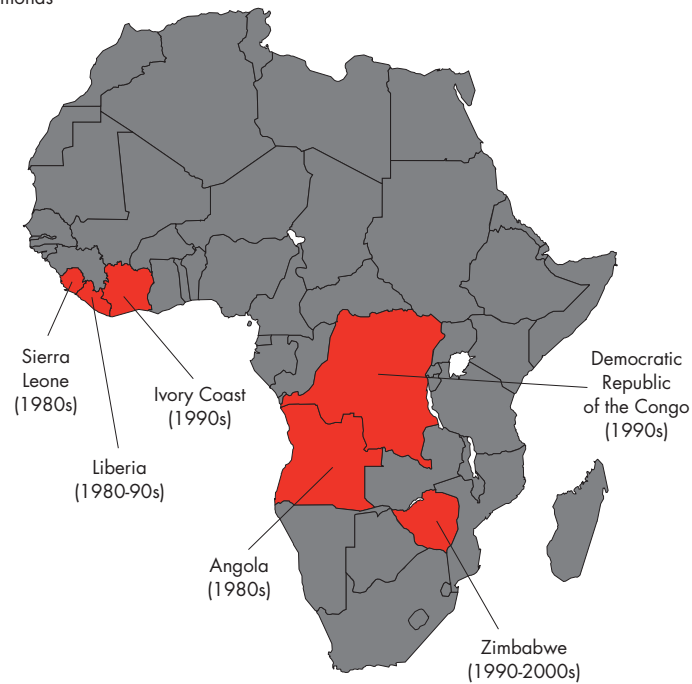 Sierra
Leone
(1980s)
Ivory Coast
(1990s)
Liberia
(1980-90s)
Democratic
Republic
of the Congo
(1990s)
Angola
(1980s)
Zimbabwe
(1990-2000s)